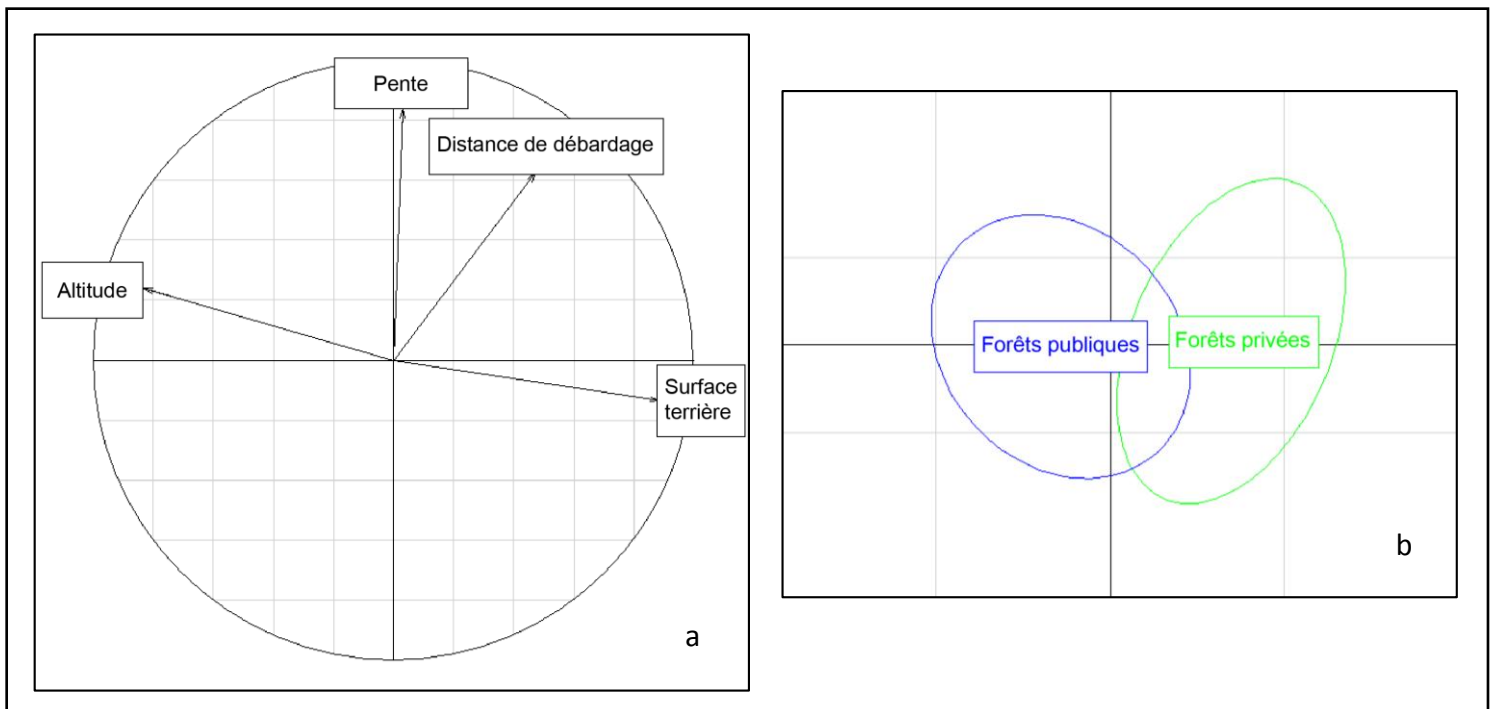 Pente
Distance de débardage
Altitude
Surface
terrière
a
Forêts publiques
Forêts privées
b